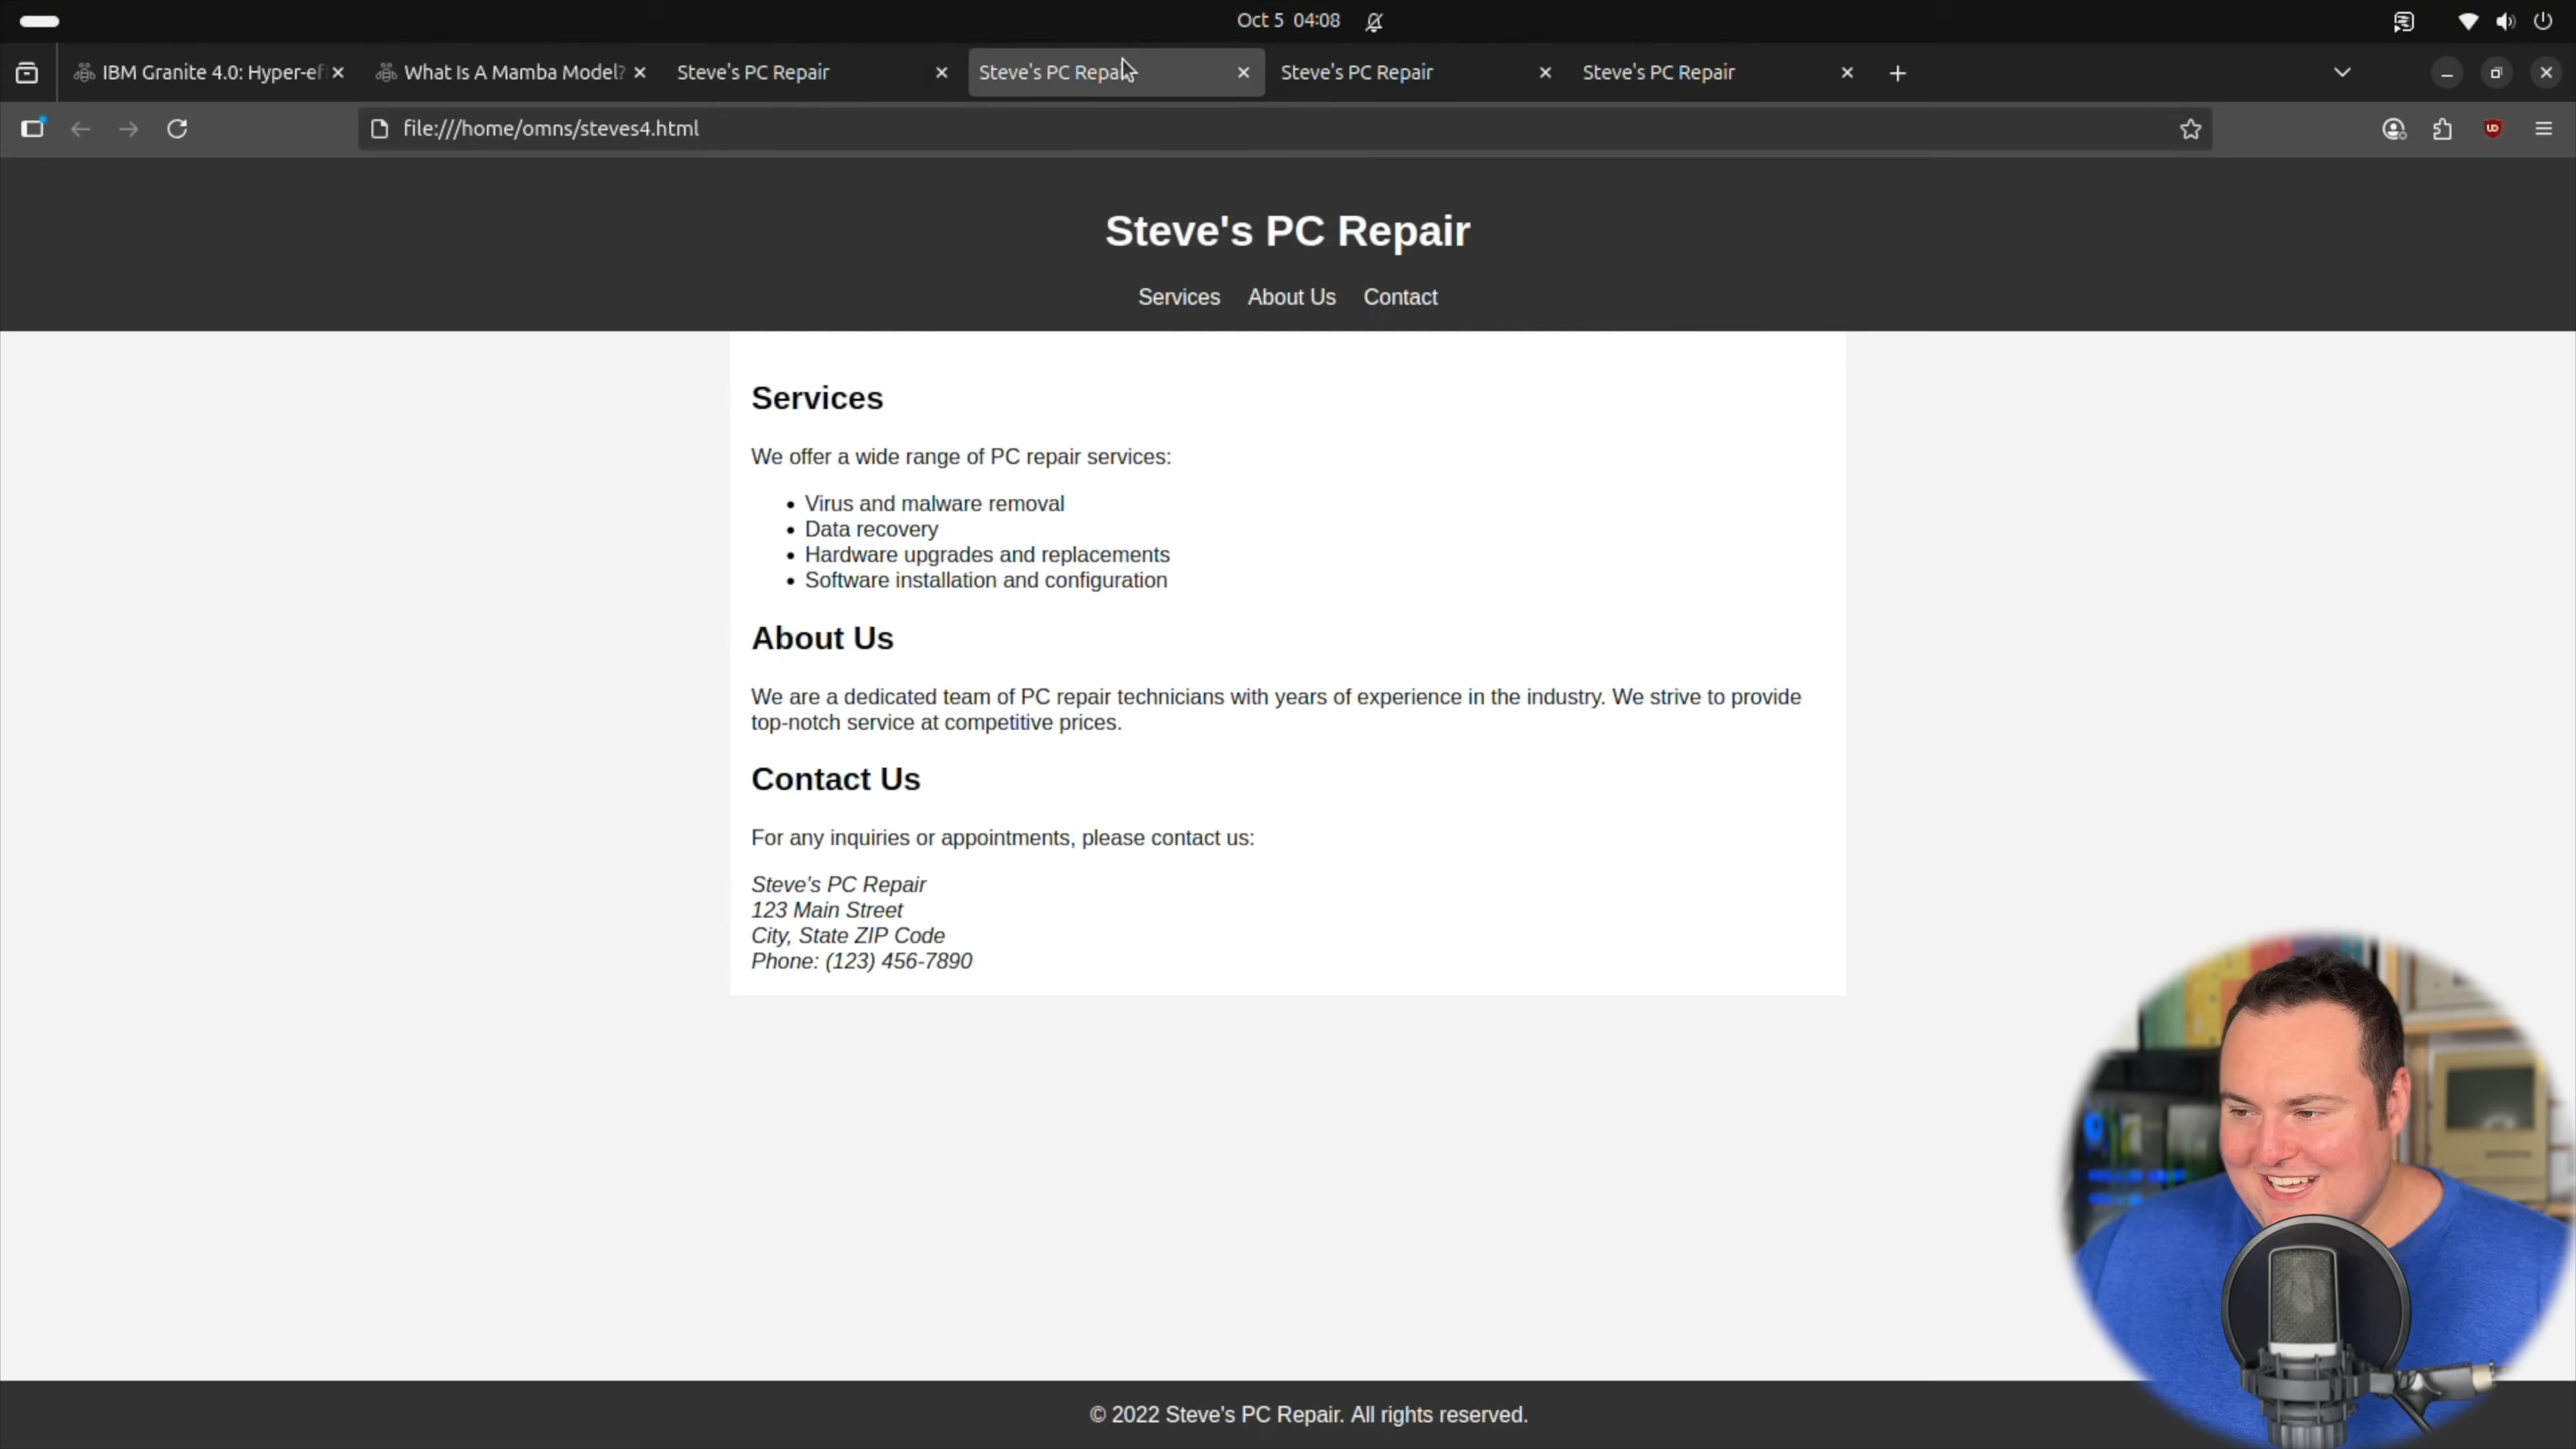 Oct 5 04:08
IBM Granite 4.0: Hyper-ef
What Is A Mamba Model?
Steve's PC Repair
Steve's PC Repair
Steve's PC Repair
Steve's PC Repair
file:///home/omns/steves4.html
Steve's PC Repair
Services About Us Contact
Services
We offer a wide range of PC repair services:
• Virus and malware removal
• Data recovery
• Hardware upgrades and replacements
• Software installation and configuration
About Us
We are a dedicated team of PC repair technicians with years of experience in the industry. We strive to provide
top-notch service at competitive prices.
Contact Us
For any inquiries or appointments, please contact us:
Steve's PC Repair
123 Main Street
City, State ZIP Code
Phone: (123) 456-7890
© 2022 Steve's PC Repair. All rights reserved.